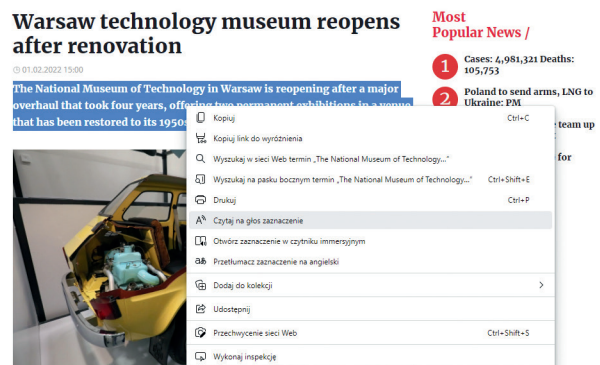 Warsaw technology museum reopens
after renovation
01.02.2022 15:00
The National Museum of Technology in Warsaw is reopening after a major
overhaul that took four years, offering two permanent exhibitions in a venue
that has been restored to its 1950s
Most
Popular News /
1 Cases: 4,981,321 Deaths:
105,753
2 Poland to send arms, LNG to
Ukraine: PM
team up
for
Kopiuj Ctrl+C
Kopiuj link do wyróżnienia
Wyszukaj w sieci Web termin „The National Museum of Technology..."
Wyszukaj na pasku bocznym termin „The National Museum of Technology..." Ctrl+Shift+E
Drukuj Ctrl+P
Czytaj na głos zaznaczenie
Otwórz zaznaczenie w czytniku immersyjnym
Przetłumacz zaznaczenie na angielski
Dodaj do kolekcji
Udostępnij
Przechwycenie sieci Web Ctrl+Shift+S
Wykonaj inspekcję